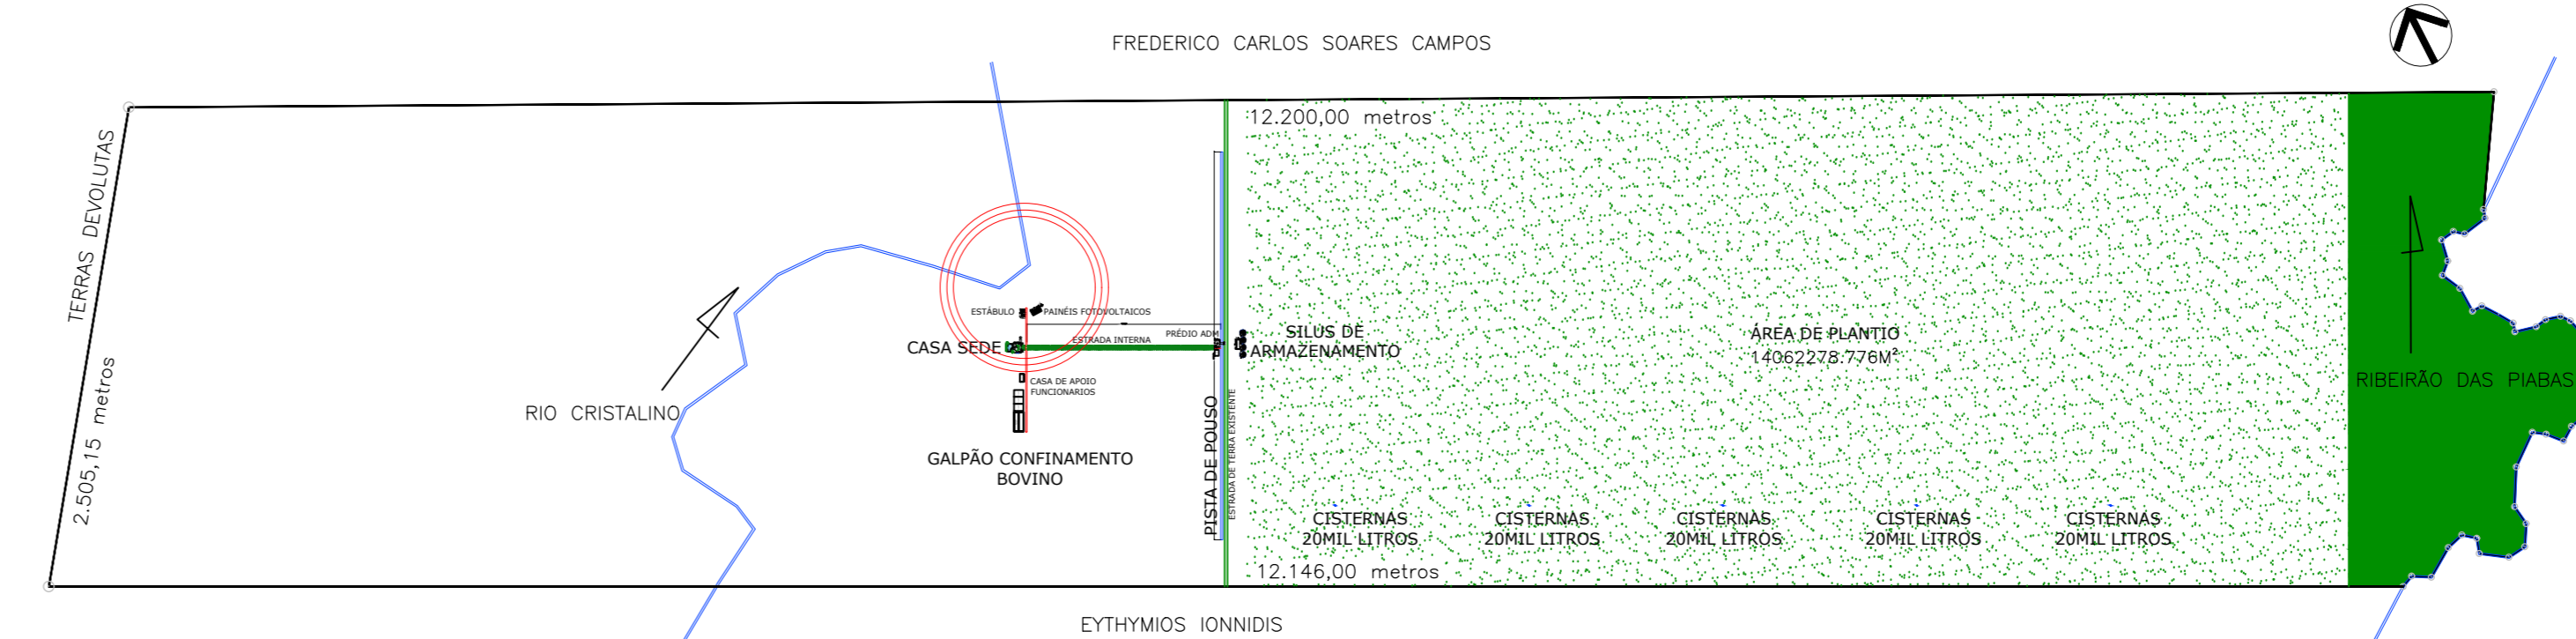 FREDERICO CARLOS SOARES CAMPOS
12.200,00 metros
TERRAS DEVOLUTAS
2.505,15 metros
RIO CRISTALINO
ESTÁBULO
PAINÉIS FOTOVOLTAICOS
PRÉDIO ADM
ESTRADA INTERNA
CASA SEDE
CASA DE APOIO
FUNCIONARIOS
GALPÃO CONFINAMENTO
BOVINO
PISTA DE POUSO
ESTRADA DE TERRA EXISTENTE
SILUS DE
ARMAZENAMENTO
ÁREA DE PLANTIO
14062278.776M²
RIBEIRÃO DAS PIABAS
CISTERNAS
20MIL LITROS
CISTERNAS
20MIL LITROS
CISTERNAS
20MIL LITROS
CISTERNAS
20MIL LITROS
CISTERNAS
20MIL LITROS
12.146,00 metros
EYTHYMIOS IONNIDIS